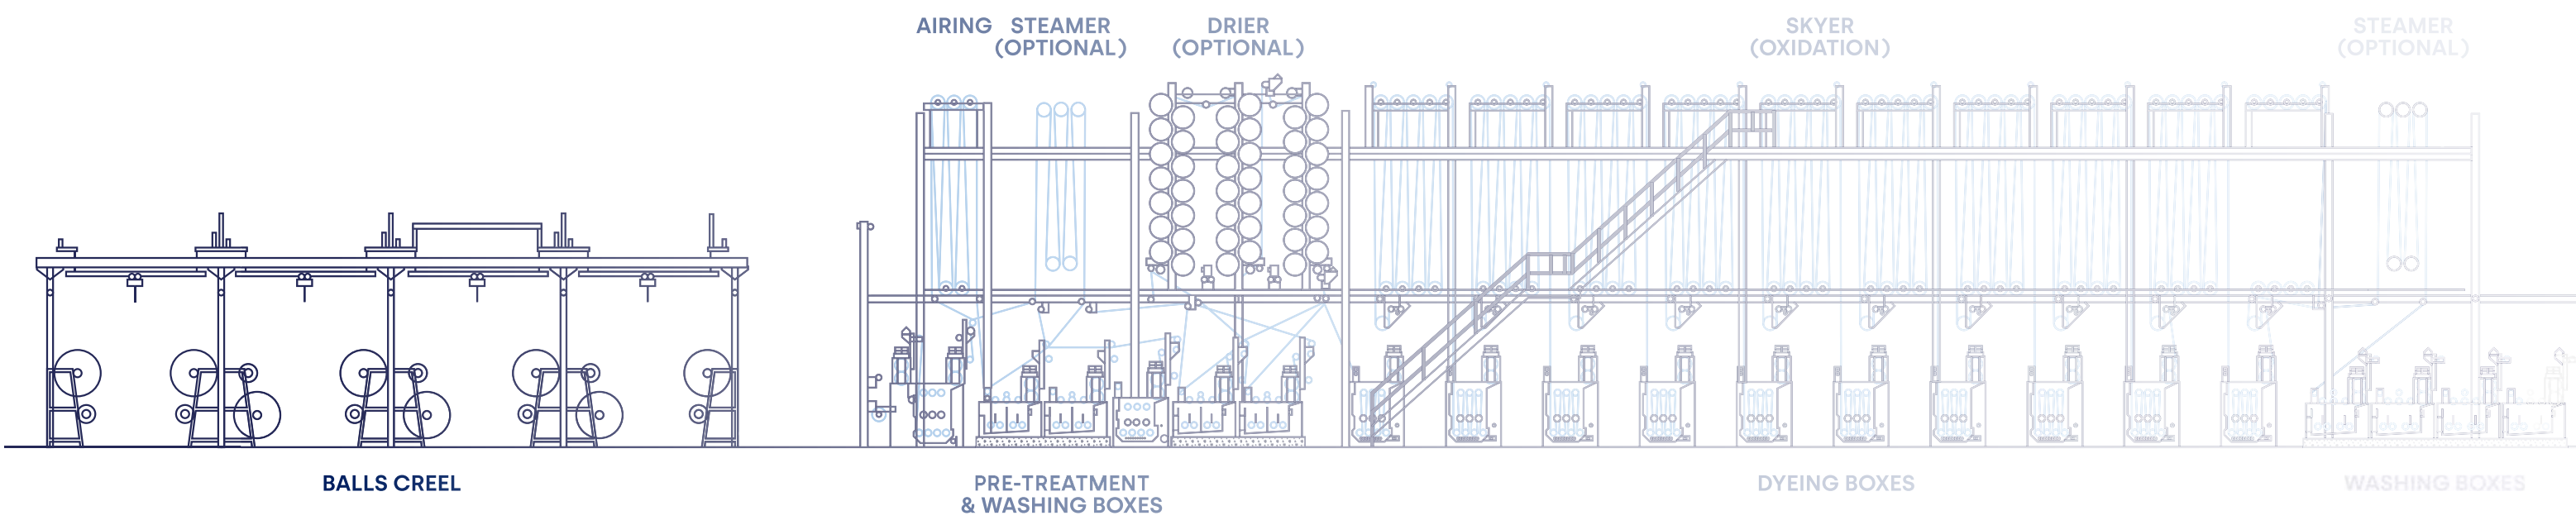 AIRING
STEAMER
(OPTIONAL)
DRIER
(OPTIONAL)
SKYER
(OXIDATION)
STEAMER
(OPTIONAL)
BALLS CREEL
PRE-TREATMENT
& WASHING BOXES
DYEING BOXES
WASHING BOXES